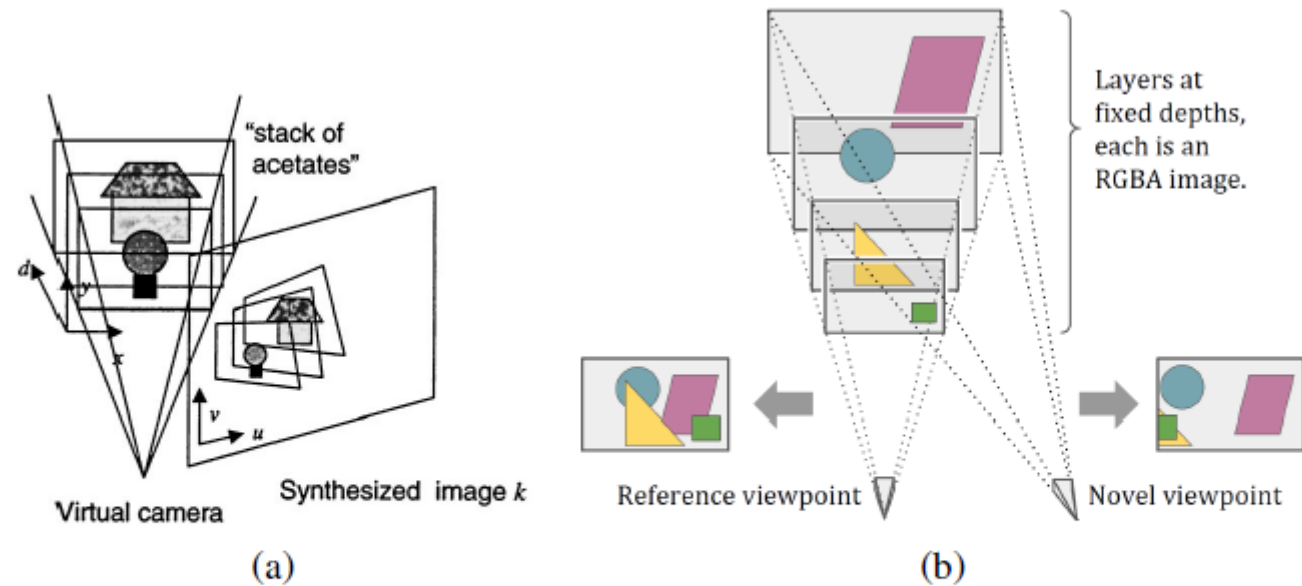 "stack of
acetates"
d
y
x
v
u
Synthesized image k
Virtual camera
(a)
Layers at
fixed depths,
each is an
RGBA image.
Reference viewpoint
Novel viewpoint
(b)